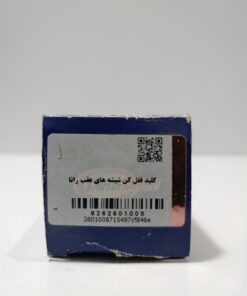 کلید قفل کن شیشه های عقب رانا
6262601008
2601008715497cf846e